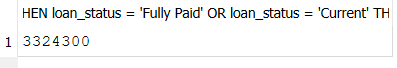 HEN loan_status = 'Fully Paid' OR loan_status = 'Current' TH
1 3324300